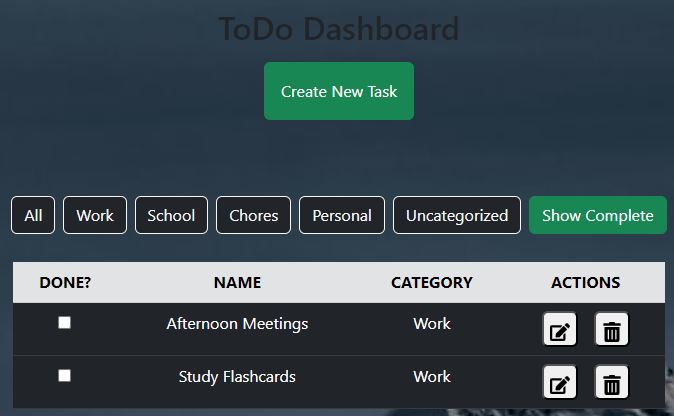 ToDo Dashboard
Create New Task
All Work School Chores Personal Uncategorized Show Complete
DONE? NAME CATEGORY ACTIONS
Afternoon Meetings Work
Study Flashcards Work